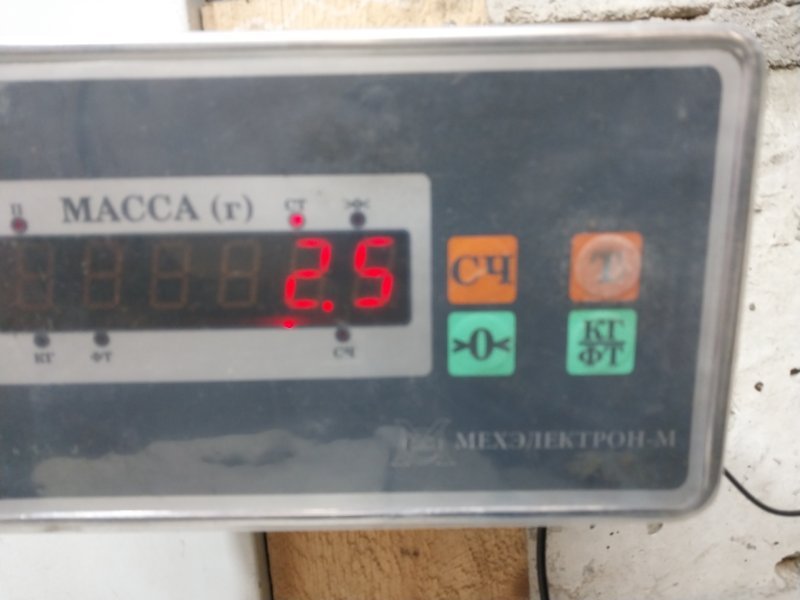 П МАССА (г) СТ
2.5
КГ ФТ СЧ
СЧ Т
>0< КГ/ФТ
МЕХЭЛЕКТРОН-М